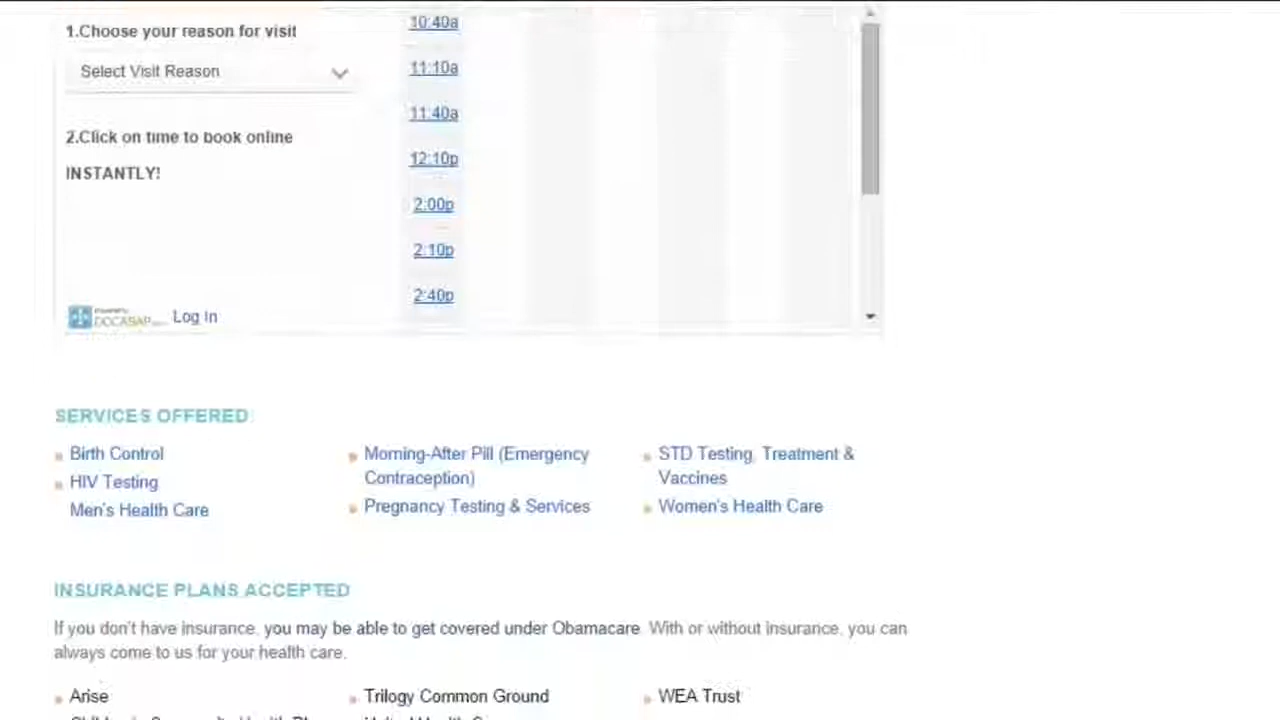 1.Choose your reason for visit
Select Visit Reason
2.Click on time to book online
INSTANTLY!
Log In
10:40a
11:10a
11:40a
12:10p
2:00p
2:10p
2:40p
SERVICES OFFERED
Birth Control
HIV Testing
Men's Health Care
Morning-After Pill (Emergency
Contraception)
Pregnancy Testing & Services
STD Testing, Treatment &
Vaccines
Women's Health Care
INSURANCE PLANS ACCEPTED
If you don't have insurance, you may be able to get covered under Obamacare. With or without insurance, you can
always come to us for your health care.
Arise
Trilogy Common Ground
WEA Trust